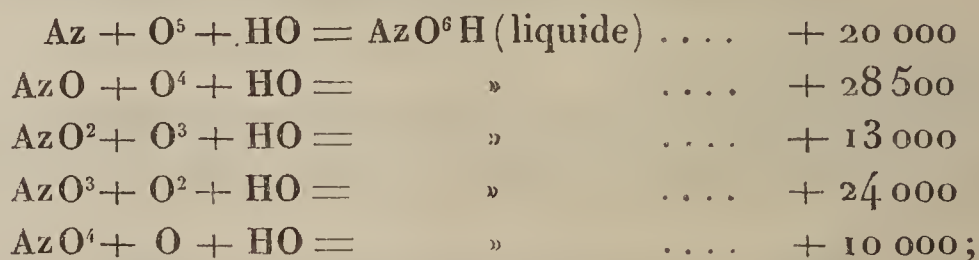 Az + O⁵ + HO = AzO⁶H (liquide) .... + 20 000
AzO + O⁴ + HO = » .... + 28 500
AzO² + O³ + HO = » .... + 13 000
AzO³ + O² + HO = » .... + 24 000
AzO⁴ + O + HO = » .... + 10 000;